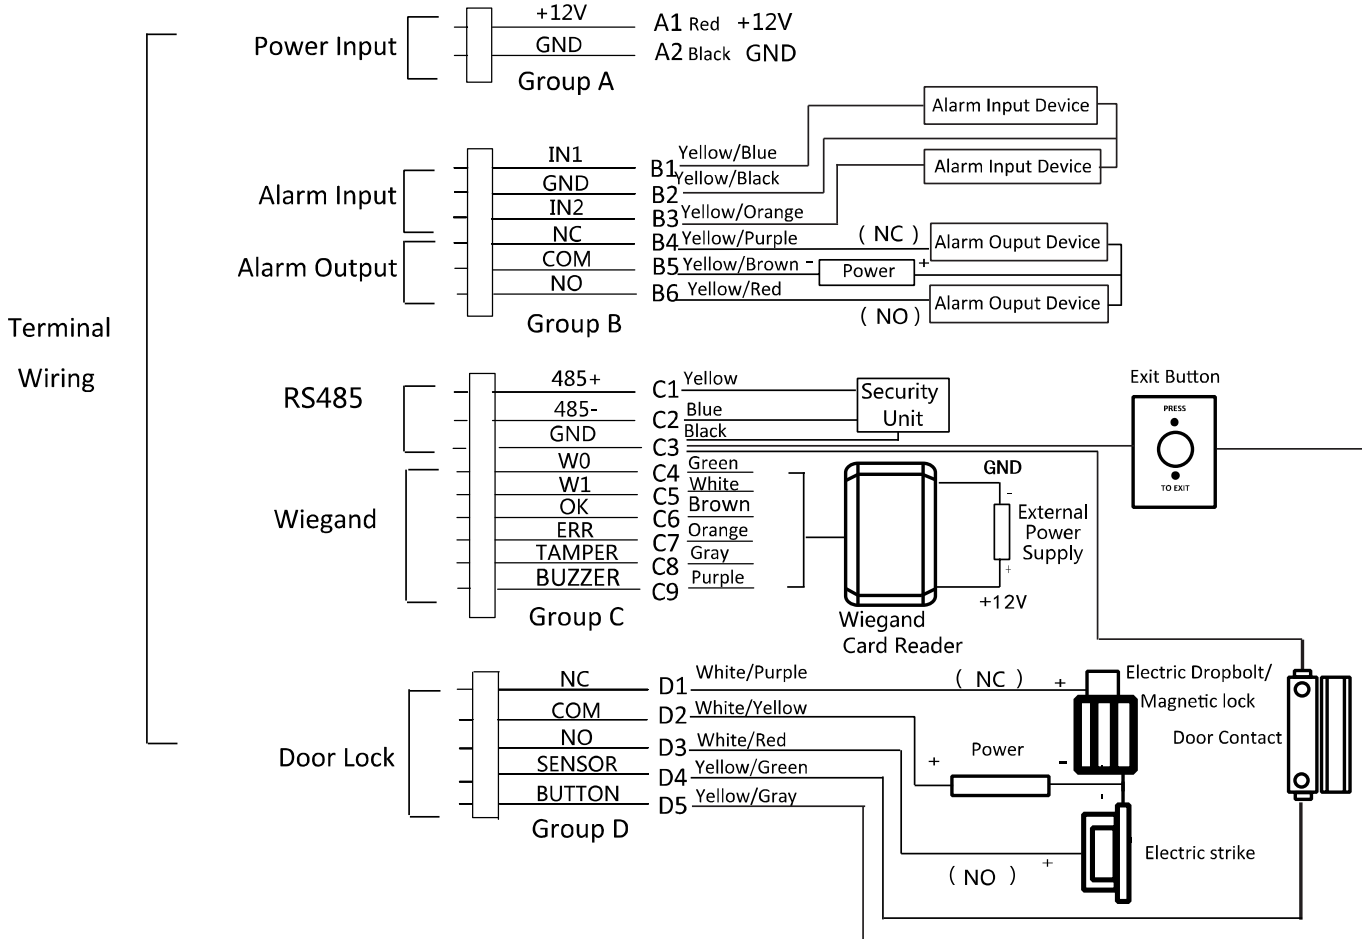 Terminal
Wiring
Power Input
+12V
GND
Group A
A1 Red +12V
A2 Black GND
Alarm Input
Alarm Output
IN1
GND
IN2
NC
COM
NO
Group B
B1 Yellow/Blue
B2 Yellow/Black
B3 Yellow/Orange
B4 Yellow/Purple
B5 Yellow/Brown
B6 Yellow/Red
Alarm Input Device
Alarm Input Device
( NC )
Alarm Ouput Device
- Power +
Alarm Ouput Device
( NO )
RS485
Wiegand
485+
485-
GND
W0
W1
OK
ERR
TAMPER
BUZZER
Group C
C1 Yellow
C2 Blue
C3 Black
C4 Green
C5 White
C6 Brown
C7 Orange
C8 Gray
C9 Purple
Security
Unit
Exit Button
PRESS
TO EXIT
GND
-
External
Power
Supply
+
+12V
Wiegand
Card Reader
Door Lock
NC
COM
NO
SENSOR
BUTTON
Group D
D1 White/Purple
D2 White/Yellow
D3 White/Red
D4 Yellow/Green
D5 Yellow/Gray
( NC ) +
Electric Dropbolt/
Magnetic lock
Door Contact
+ Power -
-
Electric strike
+
( NO )